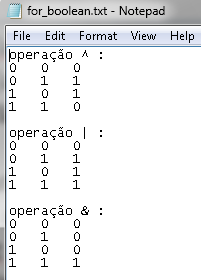 for_boolean.txt - Notepad
File Edit Format View Help
operação ^ :
0 0 0
0 1 1
1 0 1
1 1 0
operação | :
0 0 0
0 1 1
1 0 1
1 1 1
operação & :
0 0 0
0 1 0
1 0 0
1 1 1